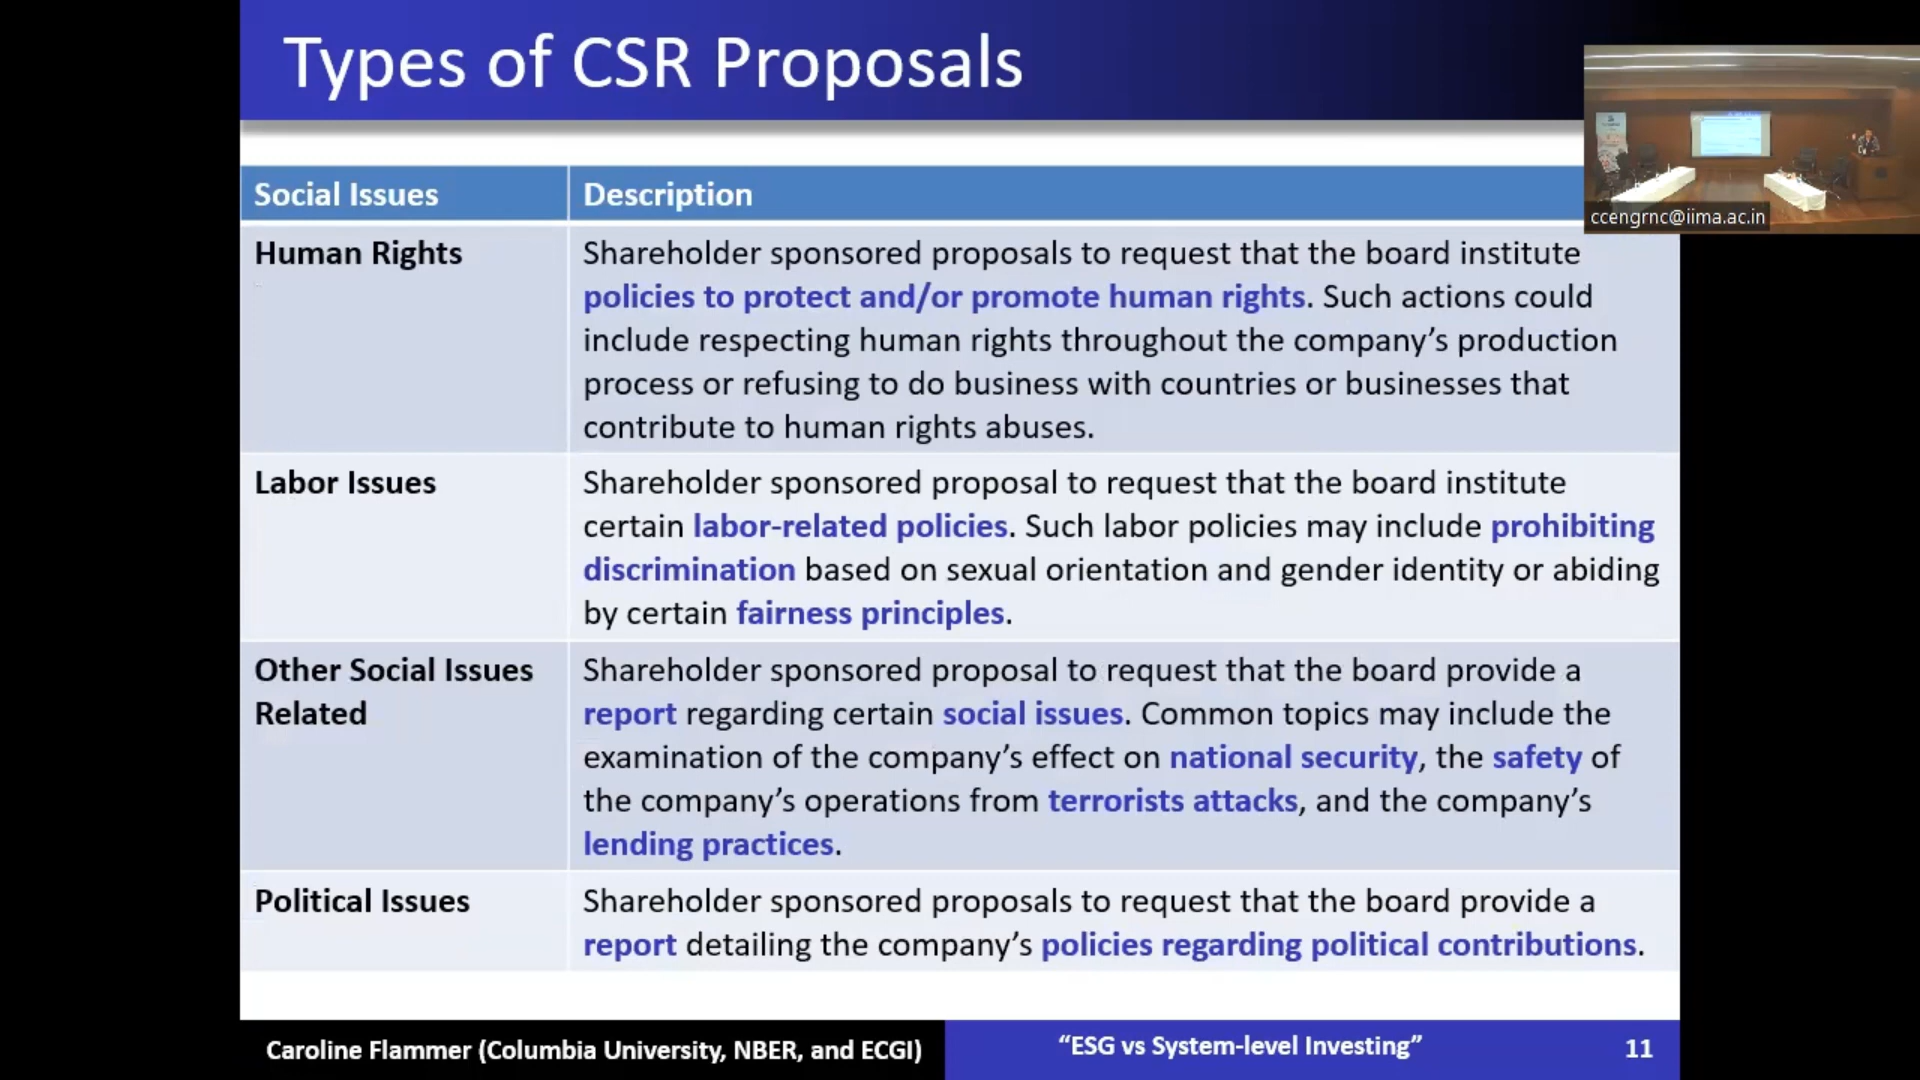 Types of CSR Proposals
ccengrnc@iima.ac.in
Social Issues
Description
Human Rights
Shareholder sponsored proposals to request that the board institute
policies to protect and/or promote human rights. Such actions could
include respecting human rights throughout the company’s production
process or refusing to do business with countries or businesses that
contribute to human rights abuses.
Labor Issues
Shareholder sponsored proposal to request that the board institute
certain labor-related policies. Such labor policies may include prohibiting
discrimination based on sexual orientation and gender identity or abiding
by certain fairness principles.
Other Social Issues
Related
Shareholder sponsored proposal to request that the board provide a
report regarding certain social issues. Common topics may include the
examination of the company’s effect on national security, the safety of
the company’s operations from terrorists attacks, and the company’s
lending practices.
Political Issues
Shareholder sponsored proposals to request that the board provide a
report detailing the company’s policies regarding political contributions.
Caroline Flammer (Columbia University, NBER, and ECGI)
“ESG vs System-level Investing”
11